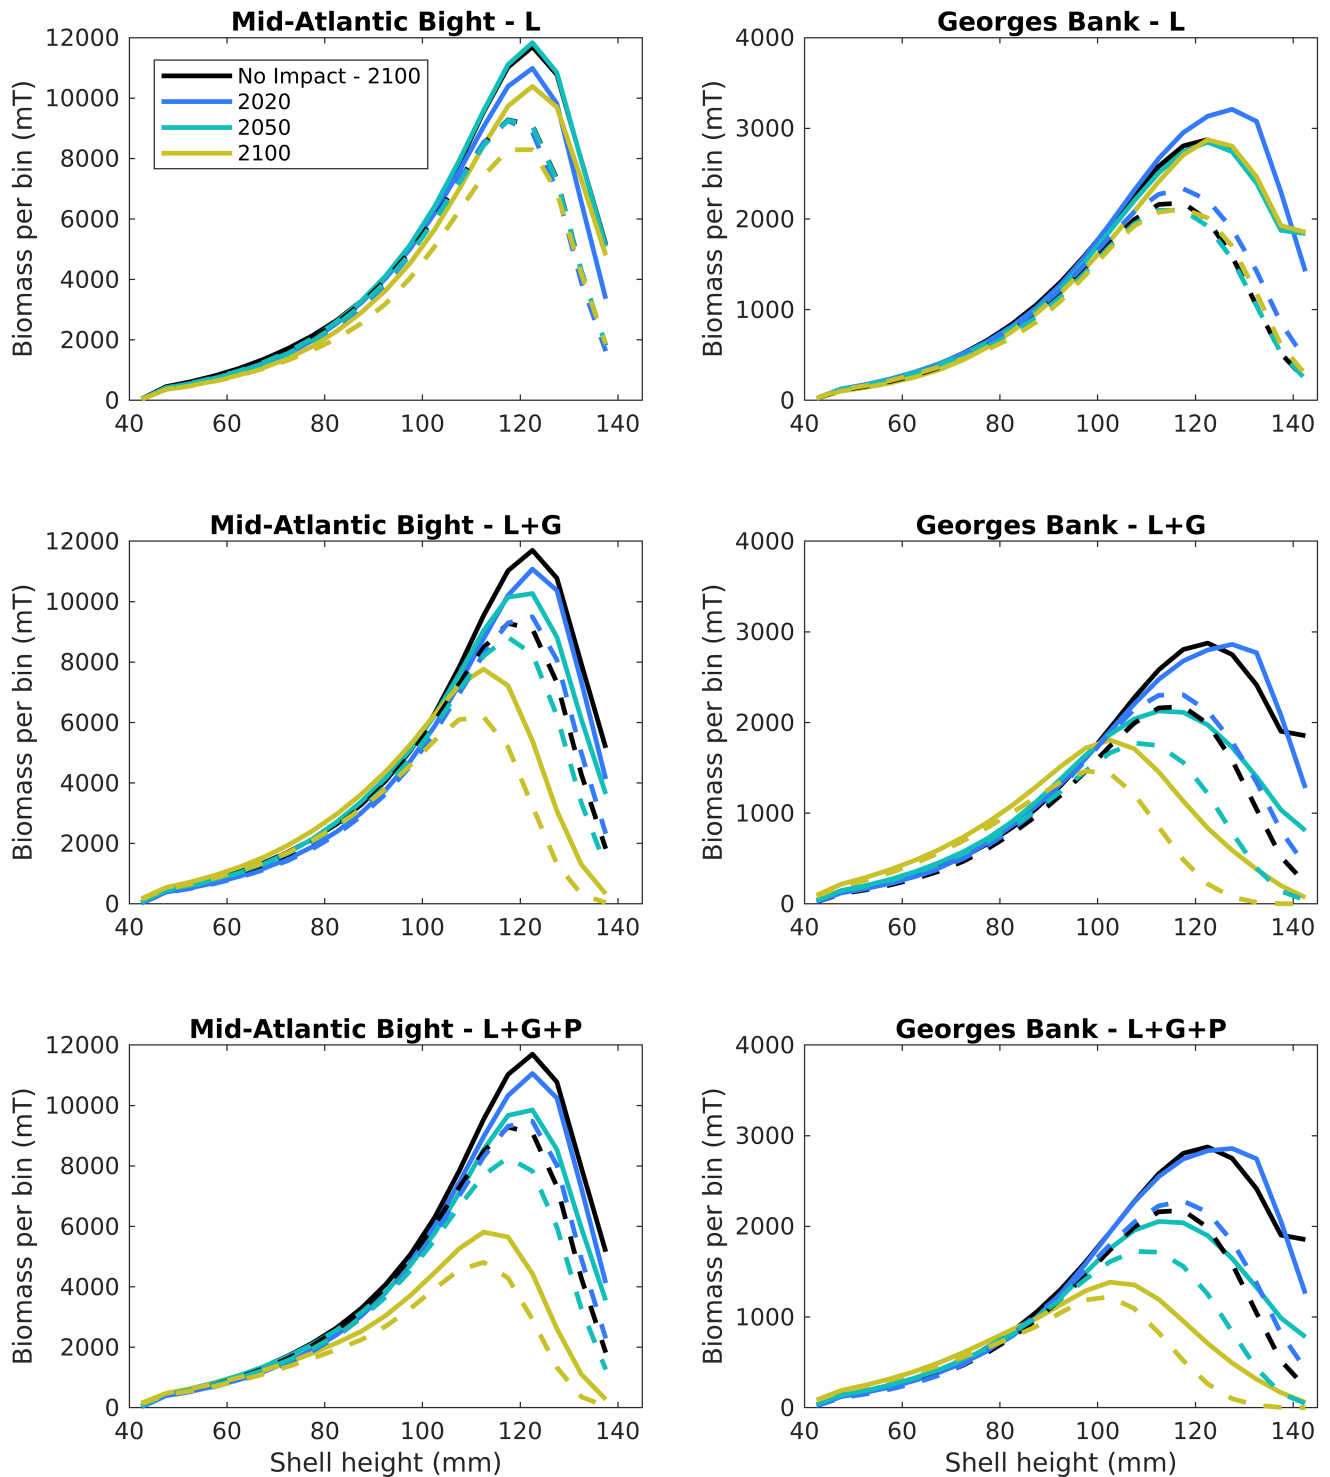 Mid-Atlantic Bight - L
Biomass per bin (mT)
12000
10000
8000
6000
4000
2000
0
No Impact - 2100
2020
2050
2100
40 60 80 100 120 140
Georges Bank - L
Biomass per bin (mT)
4000
3000
2000
1000
0
40 60 80 100 120 140
Mid-Atlantic Bight - L+G
Biomass per bin (mT)
12000
10000
8000
6000
4000
2000
0
40 60 80 100 120 140
Georges Bank - L+G
Biomass per bin (mT)
4000
3000
2000
1000
0
40 60 80 100 120 140
Mid-Atlantic Bight - L+G+P
Biomass per bin (mT)
12000
10000
8000
6000
4000
2000
0
40 60 80 100 120 140
Shell height (mm)
Georges Bank - L+G+P
Biomass per bin (mT)
4000
3000
2000
1000
0
40 60 80 100 120 140
Shell height (mm)